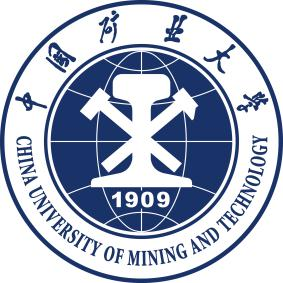 中国矿业大学
1909
CHINA UNIVERSITY OF MINING AND TECHNOLOGY